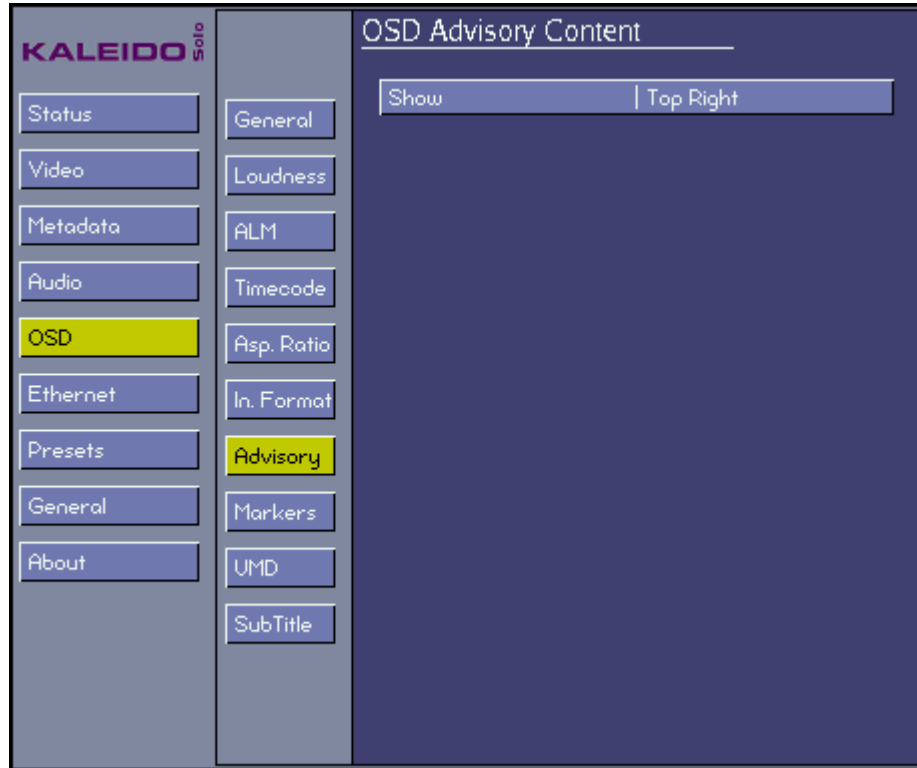 KALEIDO Solo
Status
Video
Metadata
Audio
OSD
Ethernet
Presets
General
About
General
Loudness
ALM
Timecode
Asp. Ratio
In. Format
Advisory
Markers
UMD
SubTitle
OSD Advisory Content
Show | Top Right